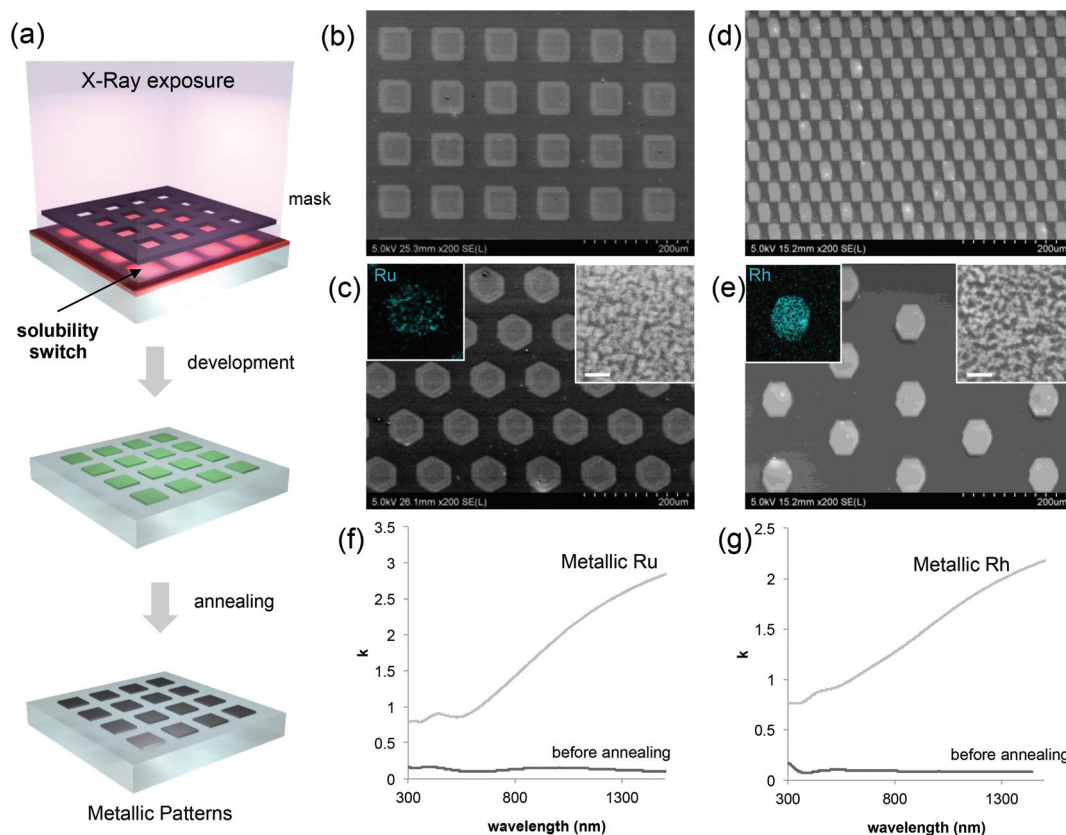 (a)
X-Ray exposure
mask
solubility
switch
development
annealing
Metallic Patterns
(b)
5.0kV 25.3mm x200 SE(L)
200um
(d)
5.0kV 15.2mm x200 SE(L)
200um
(c)
Ru
5.0kV 26.1mm x200 SE(L)
200um
(e)
Rh
5.0kV 15.2mm x200 SE(L)
200um
(f)
3.5
3
2.5
2
1.5
1
0.5
0
k
Metallic Ru
before annealing
300
800
1300
wavelength (nm)
(g)
2.5
2
1.5
1
0.5
0
k
Metallic Rh
before annealing
300
800
1300
wavelength (nm)